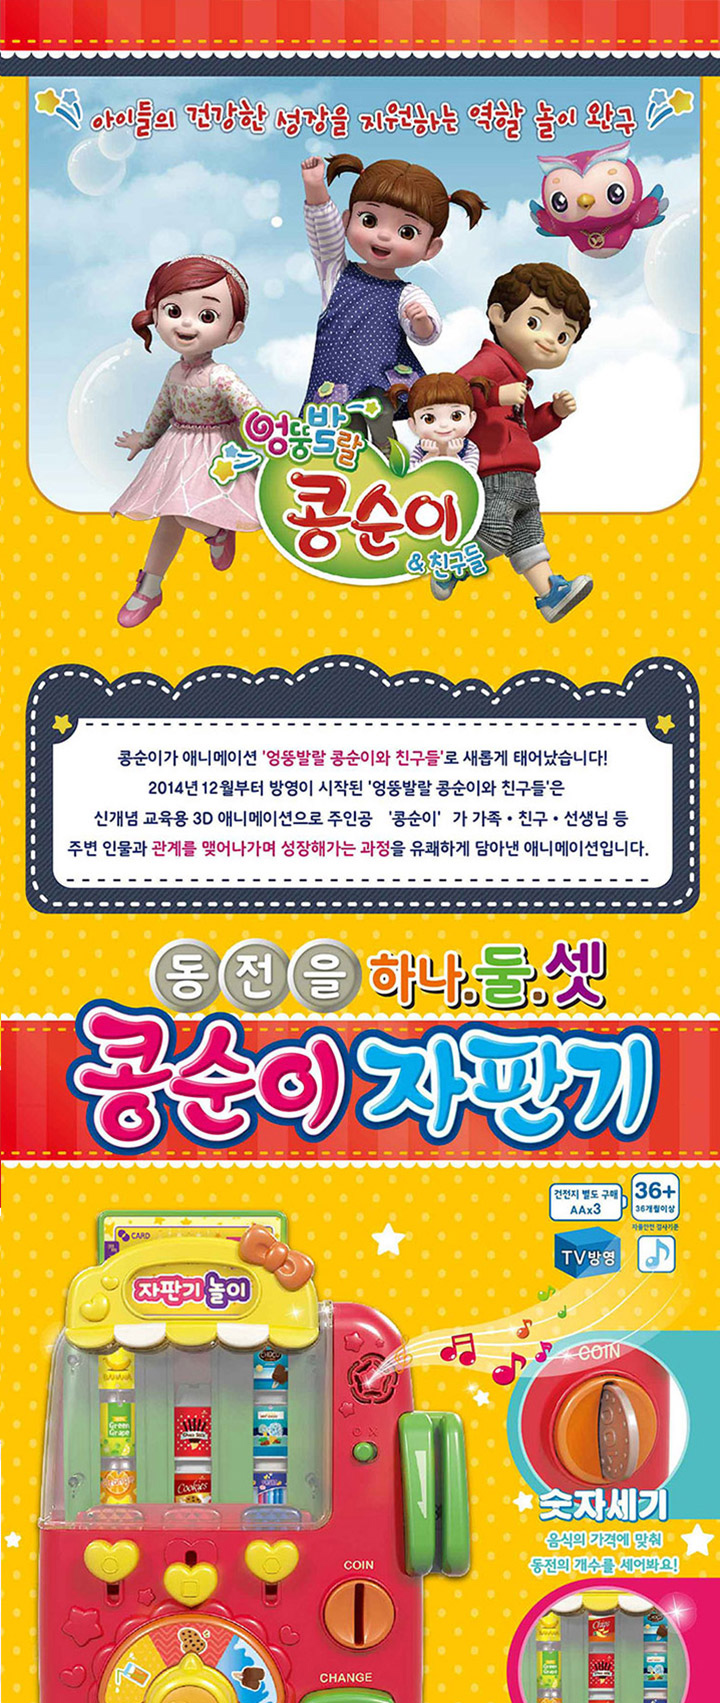 아이들의 건강한 성장을 지원하는 역할 놀이 완구
엉뚱발랄
콩순이
& 친구들
콩순이가 애니메이션 '엉뚱발랄 콩순이와 친구들'로 새롭게 태어났습니다!
2014년 12월부터 방영이 시작된 '엉뚱발랄 콩순이와 친구들'은
신개념 교육용 3D 애니메이션으로 주인공 '콩순이' 가 가족・친구・선생님 등
주변 인물과 관계를 맺어나가며 성장해가는 과정을 유쾌하게 담아낸 애니메이션입니다.
동전을 하나.둘.셋
콩순이 자판기
건전지 별도 구매
AAx3
36+
36개월이상
자율안전 검사기준
TV방영
CARD
자판기 놀이
BANANA
CHOCO
Green
Grape
Choco Stick
Cookies
COIN
CHANGE
COIN
숫자세기
음식의 가격에 맞춰
동전의 개수를 세어봐요!
Chips
Green
Grape